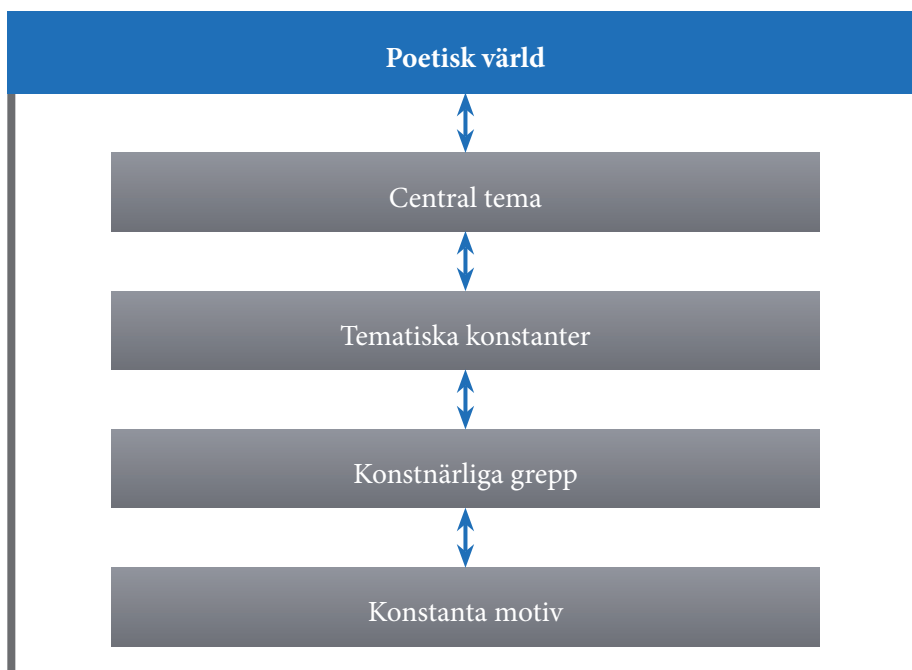 Poetisk värld
Central tema
Tematiska konstanter
Konstnärliga grepp
Konstanta motiv